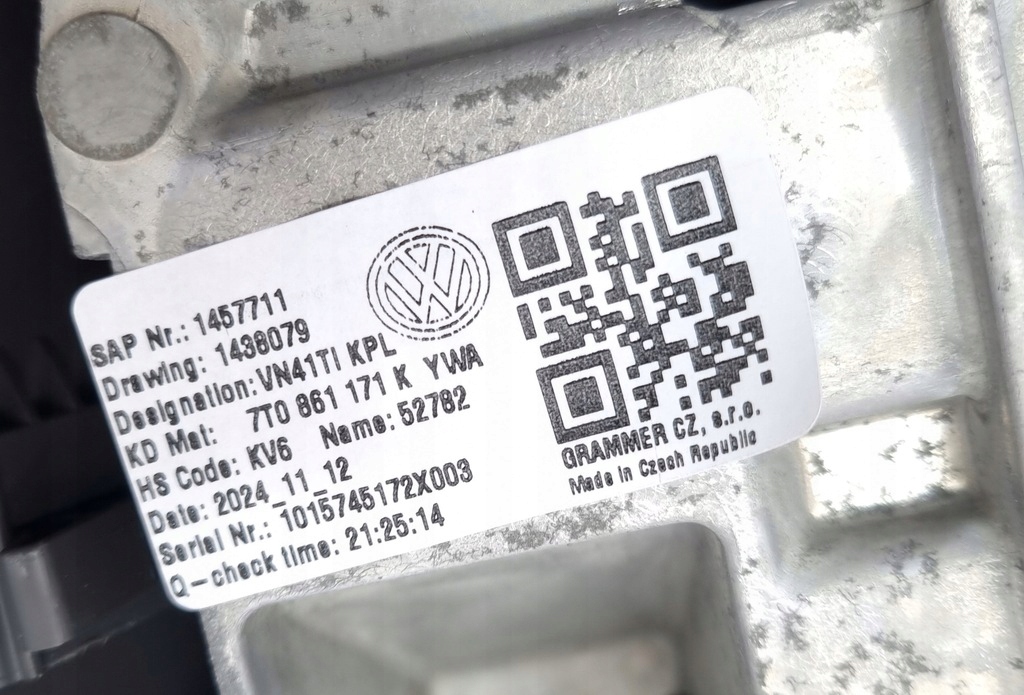 SAP Nr.: 1457711
Drawing: 1438079
Designation: VN41TI KPL
KD Mat: 7T0 861 171 K YWA
HS Code: KV6 Name: 52782
Date: 2024_11_12
Serial Nr.: 1015745172X003
Q-check time: 21:25:14
VW
GRAMMER CZ, s.r.o.
Made in Czech Republic